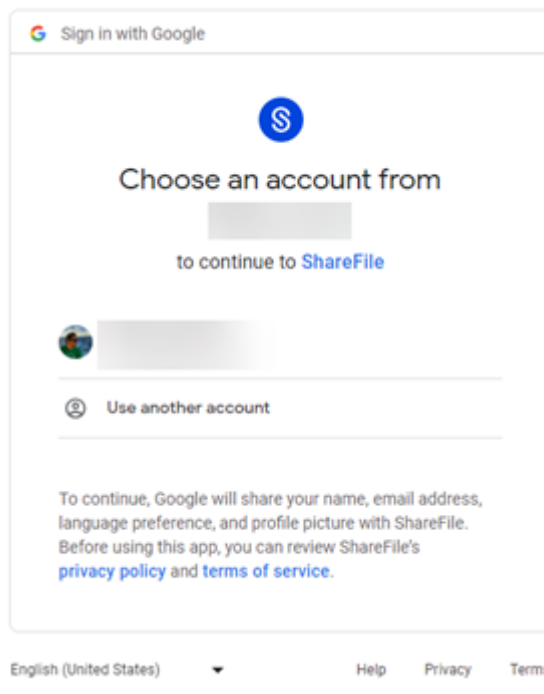 Sign in with Google
Choose an account from
to continue to ShareFile
Use another account
To continue, Google will share your name, email address,
language preference, and profile picture with ShareFile.
Before using this app, you can review ShareFile's
privacy policy and terms of service.
English (United States) Help Privacy Terms